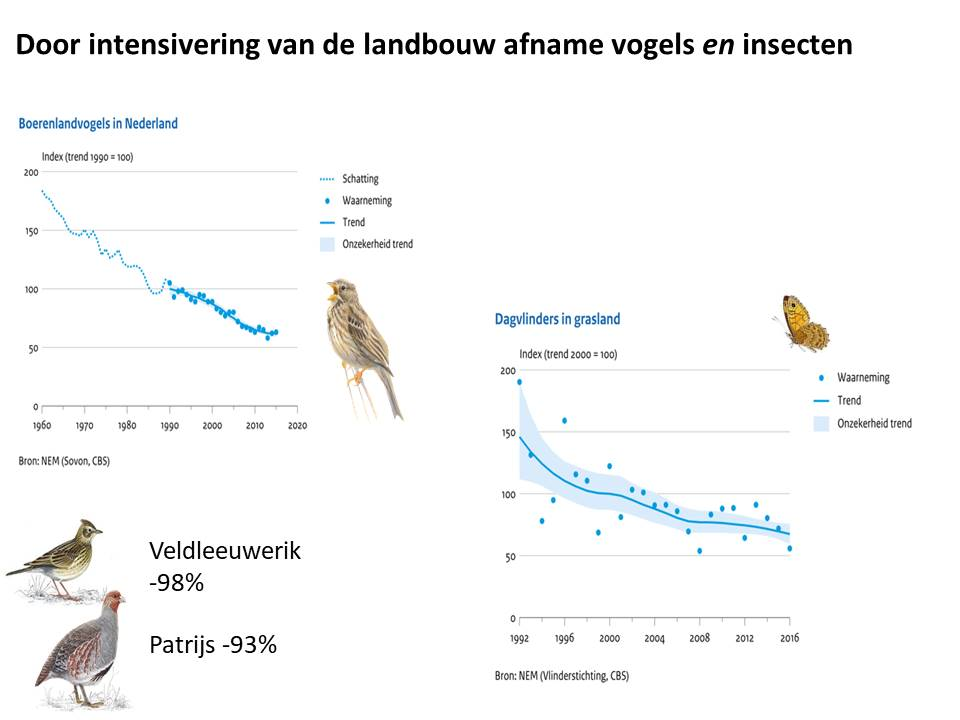 Door intensivering van de landbouw afname vogels en insecten
Boerenlandvogels in Nederland
Index (trend 1990 = 100)
200
150
100
50
0
1960 1970 1980 1990 2000 2010 2020
Schatting
Waarneming
Trend
Onzekerheid trend
Bron: NEM (Sovon, CBS)
Dagvlinders in grasland
Index (trend 2000 = 100)
200
150
100
50
0
1992 1996 2000 2004 2008 2012 2016
Waarneming
Trend
Onzekerheid trend
Bron: NEM (Vlinderstichting, CBS)
Veldleeuwerik
-98%
Patrijs -93%